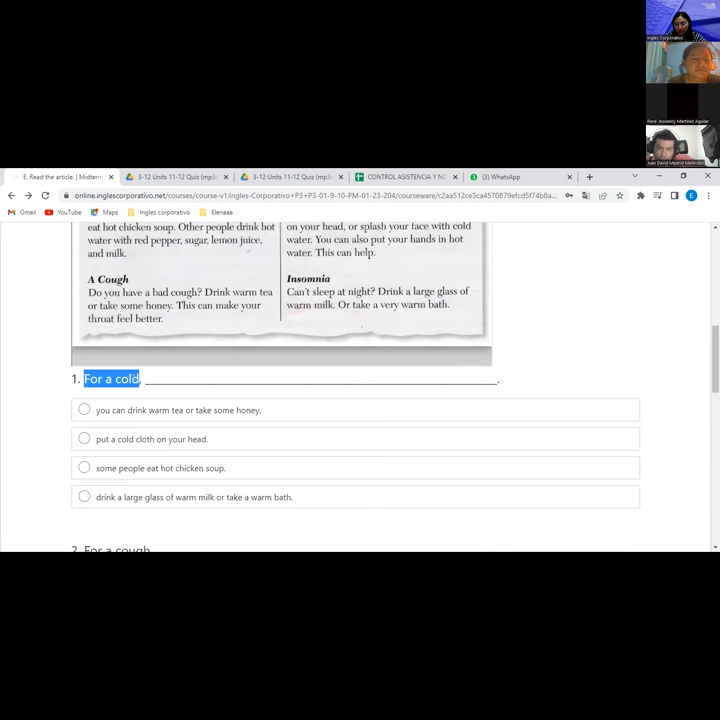 Ingles Corporativo
René Jeovanny Martinez Aguilar
Juan David Madrid Melendez
E. Read the article. | Midterm
3-12 Units 11-12 Quiz (mp3
3-12 Units 11-12 Quiz (mp3
CONTROL ASISTENCIA Y NO
(3) WhatsApp
online.inglescorporativo.net/courses/course-v1:Ingles-Corporativo+P3+P3-01-9-10-PM-01-23-204/courseware/c2aa512ce3ca4570879efcd5f74b8a...
Gmail
YouTube
Maps
Ingles corporativo
Elenaaa
eat hot chicken soup. Other people drink hot
water with red pepper, sugar, lemon juice,
and milk.
A Cough
Do you have a bad cough? Drink warm tea
or take some honey. This can make your
throat feel better.
on your head, or splash your face with cold
water. You can also put your hands in hot
water. This can help.
Insomnia
Can't sleep at night? Drink a large glass of
warm milk. Or take a very warm bath.
1. For a cold, ______.
you can drink warm tea or take some honey.
put a cold cloth on your head.
some people eat hot chicken soup.
drink a large glass of warm milk or take a warm bath.
2. For a cough